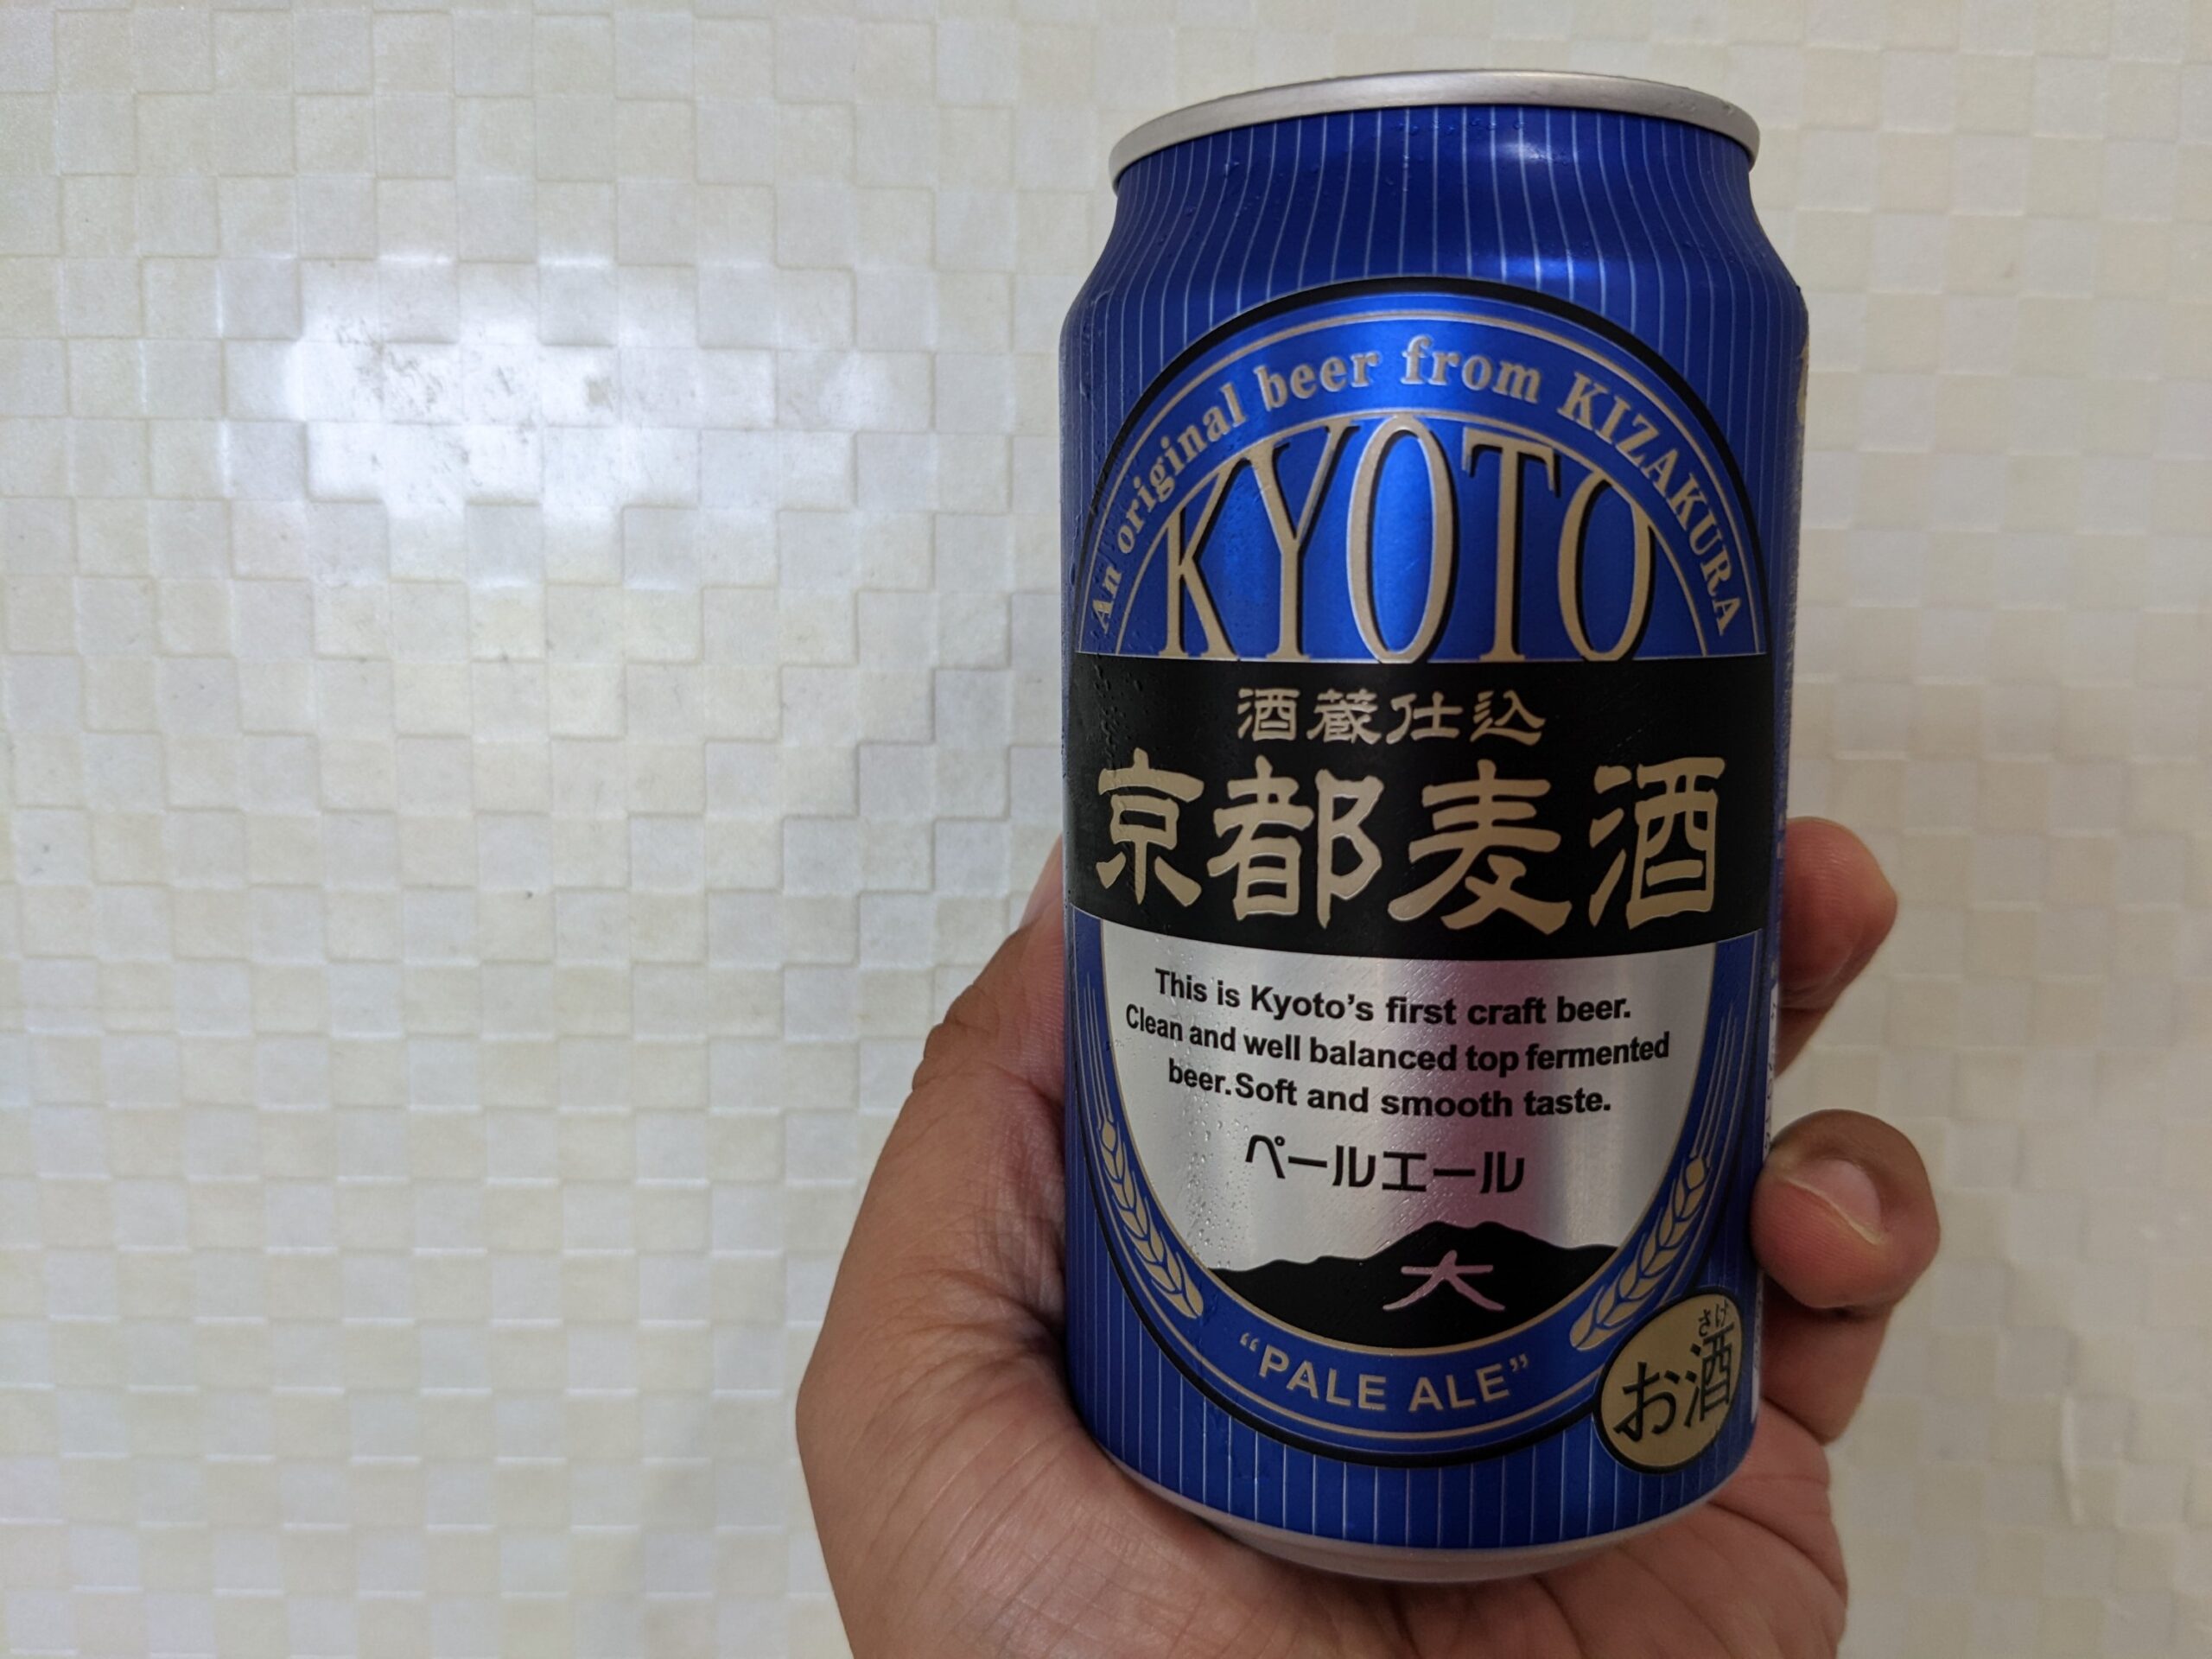 An original beer from KIZAKURA
KYOTO
酒蔵仕込
京都麦酒
This is Kyoto's first craft beer.
Clean and well balanced top fermented
beer.Soft and smooth taste.
ペールエール
大
"PALE ALE"
さけ
お酒